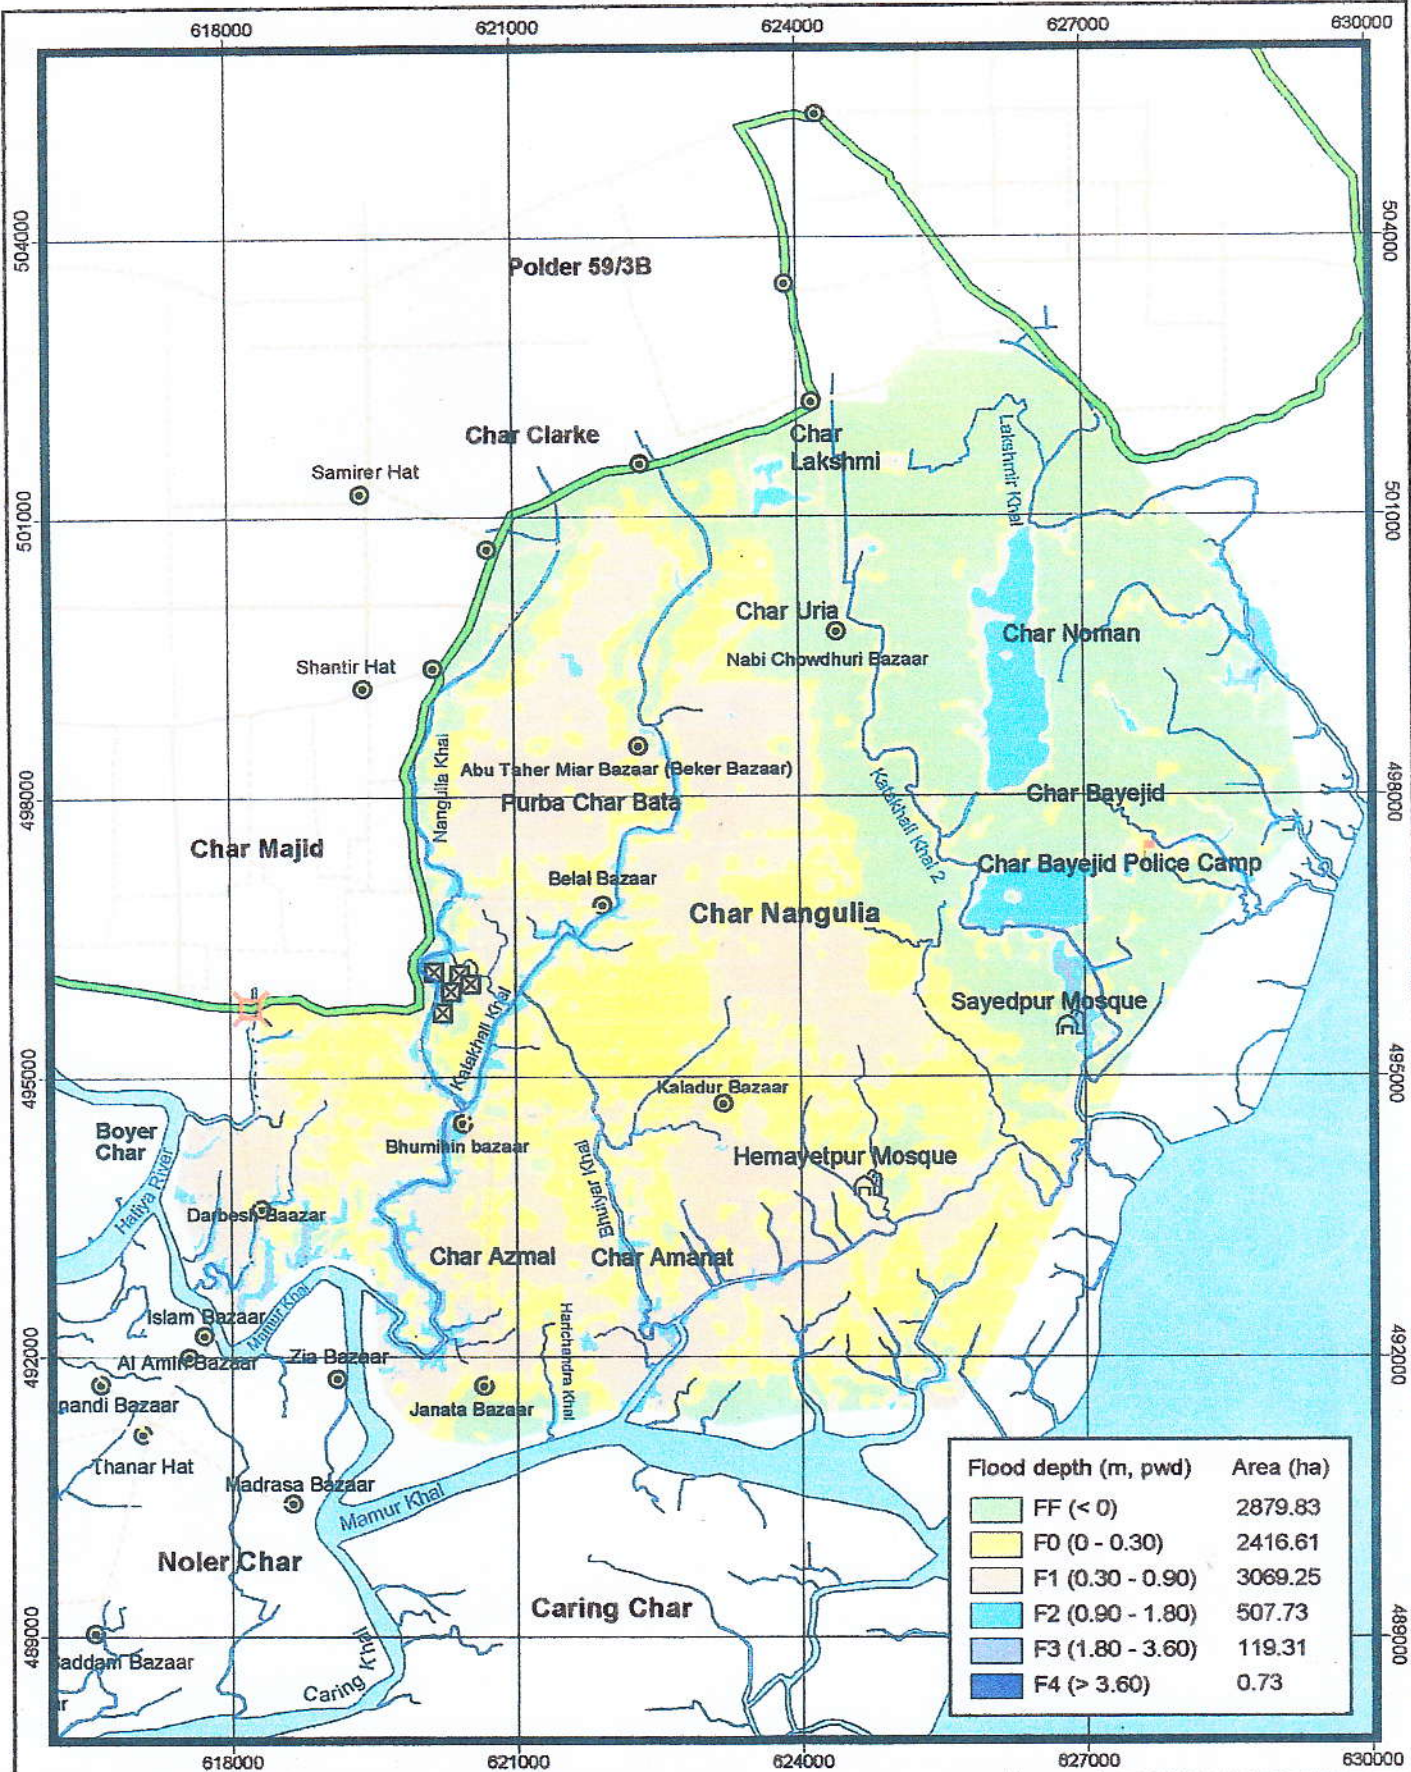 618000
621000
624000
627000
630000
504000
504000
Polder 59/3B
Char Clarke
Char
Lakshmi
Samirer Hat
Lakshmir Khal
501000
501000
Char Uria
Char Noman
Nabi Chowdhuri Bazaar
Shantir Hat
Nangulia Khal
Abu Taher Miar Bazaar (Beker Bazaar)
Purba Char Bata
Katakhali Khal 2
Char Bayejid
498000
498000
Char Majid
Char Bayejid Police Camp
Belal Bazaar
Char Nangulia
Sayedpur Mosque
Katakhali Khal
495000
495000
Kaladur Bazaar
Boyer
Char
Bhumihin bazaar
Bhuiyar Khal
Hemayetpur Mosque
Hatiya River
Darbesh Baazar
Char Azmal
Char Amanat
Islam Bazaar
Mamur Khal
Harichandra Khal
Al Amin Bazaar
Zia Bazaar
492000
492000
nandi Bazaar
Janata Bazaar
Thanar Hat
Madrasa Bazaar
Mamur Khal
Noler Char
Caring Char
489000
489000
Saddam Bazaar
ar
Caring Khal
Flood depth (m, pwd) Area (ha)
FF (< 0) 2879.83
F0 (0 - 0.30) 2416.61
F1 (0.30 - 0.90) 3069.25
F2 (0.90 - 1.80) 507.73
F3 (1.80 - 3.60) 119.31
F4 (> 3.60) 0.73
618000
621000
624000
627000
630000